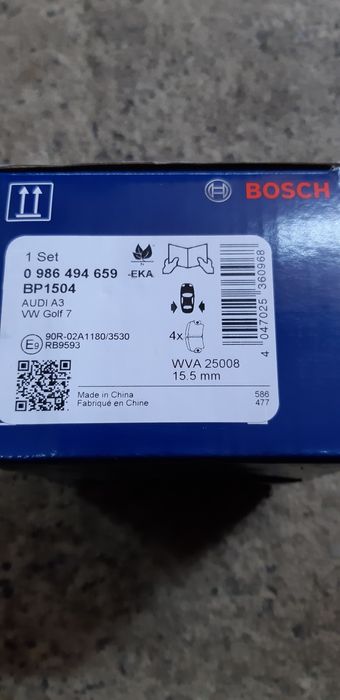 BOSCH
1 Set
0 986 494 659
-EKA
BP1504
AUDI A3
VW Golf 7
E9
90R-02A1180/3530
RB9593
4x
WVA 25008
15.5 mm
Made in China
Fabriqué en Chine
586
477
4 047025 360968